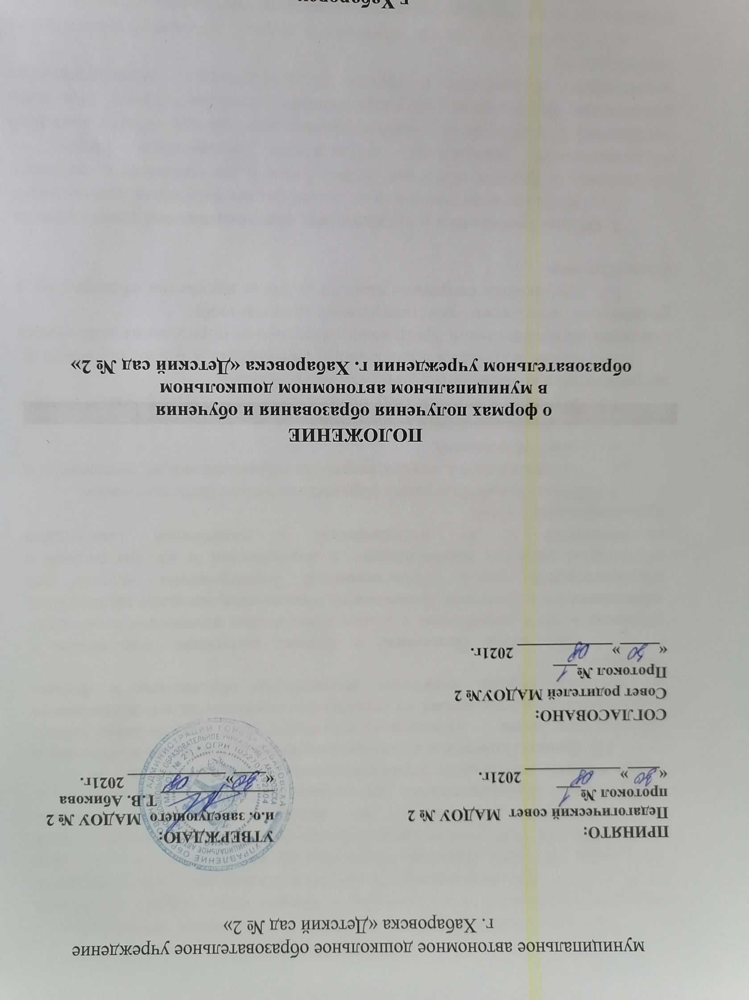 муниципальное автономное дошкольное образовательное учреждение
г. Хабаровска «Детский сад № 2»
ПРИНЯТО:
Педагогический совет МАДОУ № 2
протокол № 1
«30» 08 2021г.
УТВЕРЖДАЮ:
и.о. заведующего МАДОУ № 2
Т.В. Абикова
«30» 08 2021г.
СОГЛАСОВАНО:
Совет родителей МАДОУ№ 2
Протокол № 1
«30» 08 2021г.
ПОЛОЖЕНИЕ
о формах получения образования и обучения
в муниципальном автономном дошкольном
образовательном учреждении г. Хабаровска «Детский сад № 2»
г. Хабаровск